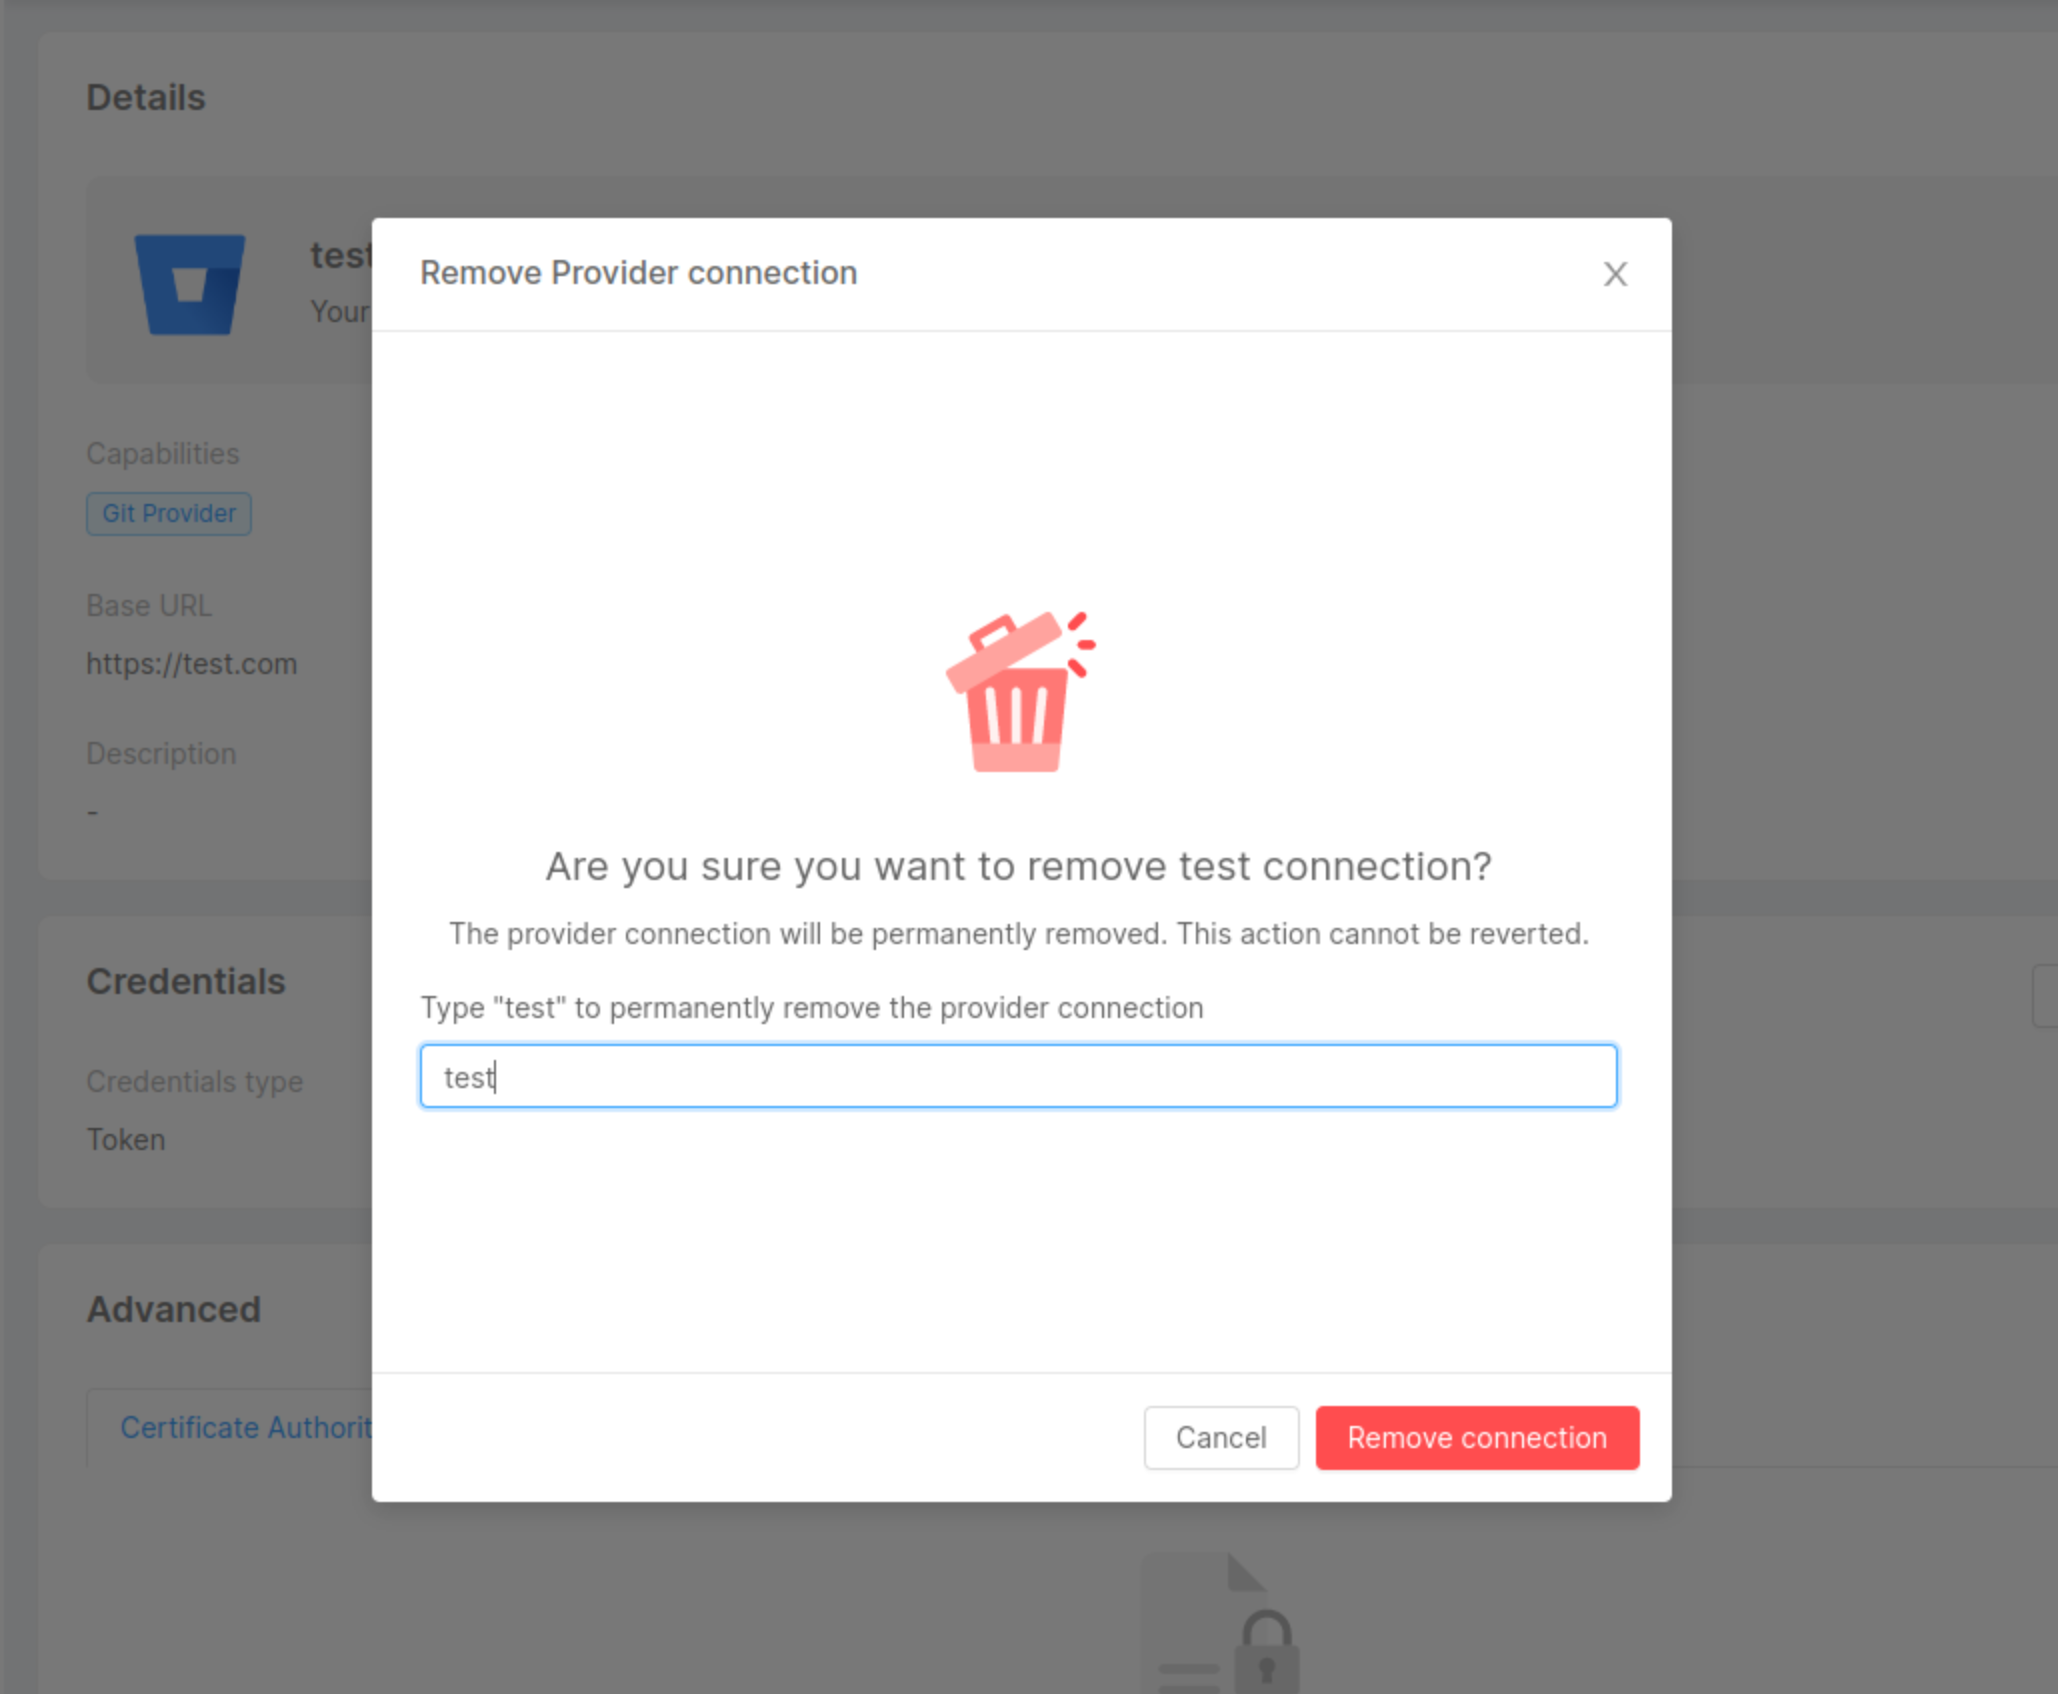 Details
test
Your
Remove Provider connection
Capabilities
Git Provider
Base URL
https://test.com
Description
-
Are you sure you want to remove test connection?
The provider connection will be permanently removed. This action cannot be reverted.
Type "test" to permanently remove the provider connection
test
Credentials
Credentials type
Token
Advanced
Certificate Authorit
Cancel
Remove connection